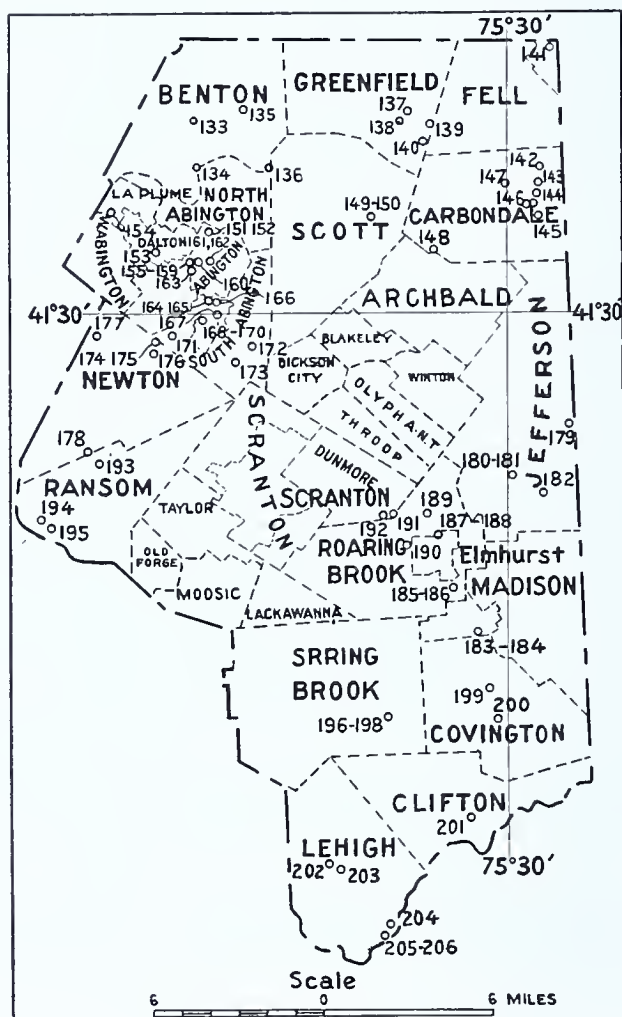 75°30'
141
GREENFIELD
FELL
BENTON
135
133
137
138
139
140
134
136
142
147
143
LA PLUME
NORTH
ABINGTON
149-150
146
144
CARBONDALE
145
SCOTT
154
151 152
DALTON
161, 162
W.ABINGTON
153
155-159
163
ABINGTON
148
160
ARCHBALD
164
165
166
41°30
41°30'
177
167
168
170
BLAKELEY
174
175
171
SOUTH ABINGTON
172
176
DICKSON
CITY
WINTON
NEWTON
173
JEFFERSON
OLYPHANT
THROOP
SCRANTON
179
178
193
DUNMORE
180-181
182
RANSOM
TAYLOR
SCRANTON
189
194
192
191
187
188
195
ROARING
BROOK
190
Elmhurst
OLD
FORGE
MADISON
MOOSIC
185-186
LACKAWANNA
183-184
SRRING
BROOK
199
200
196-198
COVINGTON
CLIFTON
201
LEHIGH
75°30'
202
203
204
205-206
Scale
6 0 6 MILES